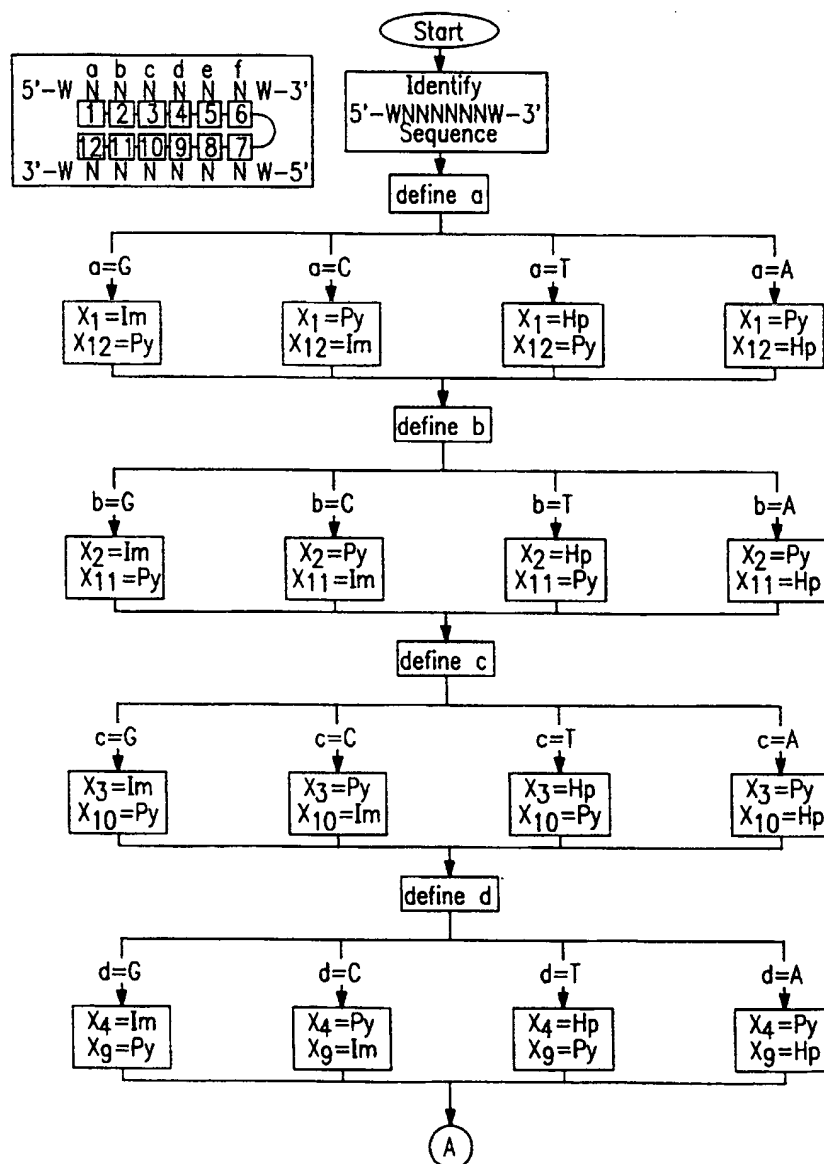 Start
a b c d e f
5'-W N N N N N N W-3'
1 2 3 4 5 6
12 11 10 9 8 7
3'-W N N N N N N W-5'
Identify
5'-WNNNNNNW-3'
Sequence
define a
a=G a=C a=T a=A
X1=Im X1=Py X1=Hp X1=Py
X12=Py X12=Im X12=Py X12=Hp
define b
b=G b=C b=T b=A
X2=Im X2=Py X2=Hp X2=Py
X11=Py X11=Im X11=Py X11=Hp
define c
c=G c=C c=T c=A
X3=Im X3=Py X3=Hp X3=Py
X10=Py X10=Im X10=Py X10=Hp
define d
d=G d=C d=T d=A
X4=Im X4=Py X4=Hp X4=Py
X9=Py X9=Im X9=Py X9=Hp
A